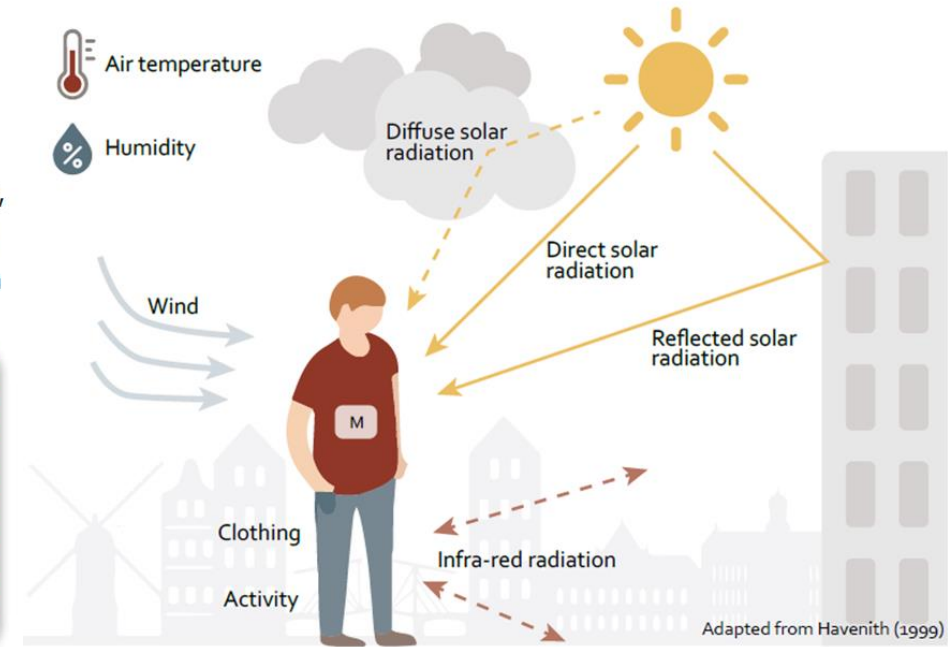 Air temperature
%
Humidity
Diffuse solar
radiation
Direct solar
radiation
Wind
Reflected solar
radiation
M
Clothing
Infra-red radiation
Activity
Adapted from Havenith (1999)